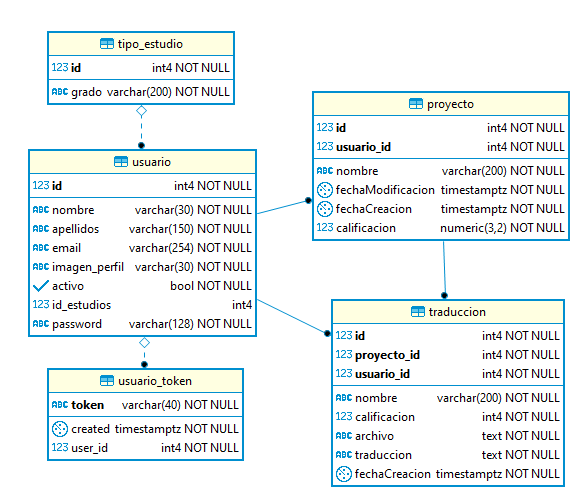 tipo_estudio
123 id int4 NOT NULL
ABC grado varchar(200) NOT NULL
proyecto
123 id int4 NOT NULL
123 usuario_id int4 NOT NULL
ABC nombre varchar(200) NOT NULL
fechaModificacion timestamptz NOT NULL
fechaCreacion timestamptz NOT NULL
123 calificacion numeric(3,2) NOT NULL
usuario
123 id int4 NOT NULL
ABC nombre varchar(30) NOT NULL
ABC apellidos varchar(150) NOT NULL
ABC email varchar(254) NOT NULL
ABC imagen_perfil varchar(30) NOT NULL
activo bool NOT NULL
123 id_estudios int4
ABC password varchar(128) NOT NULL
traduccion
123 id int4 NOT NULL
123 proyecto_id int4 NOT NULL
123 usuario_id int4 NOT NULL
ABC nombre varchar(200) NOT NULL
123 calificacion int4 NOT NULL
ABC archivo text NOT NULL
ABC traduccion text NOT NULL
fechaCreacion timestamptz NOT NULL
usuario_token
ABC token varchar(40) NOT NULL
created timestamptz NOT NULL
123 user_id int4 NOT NULL